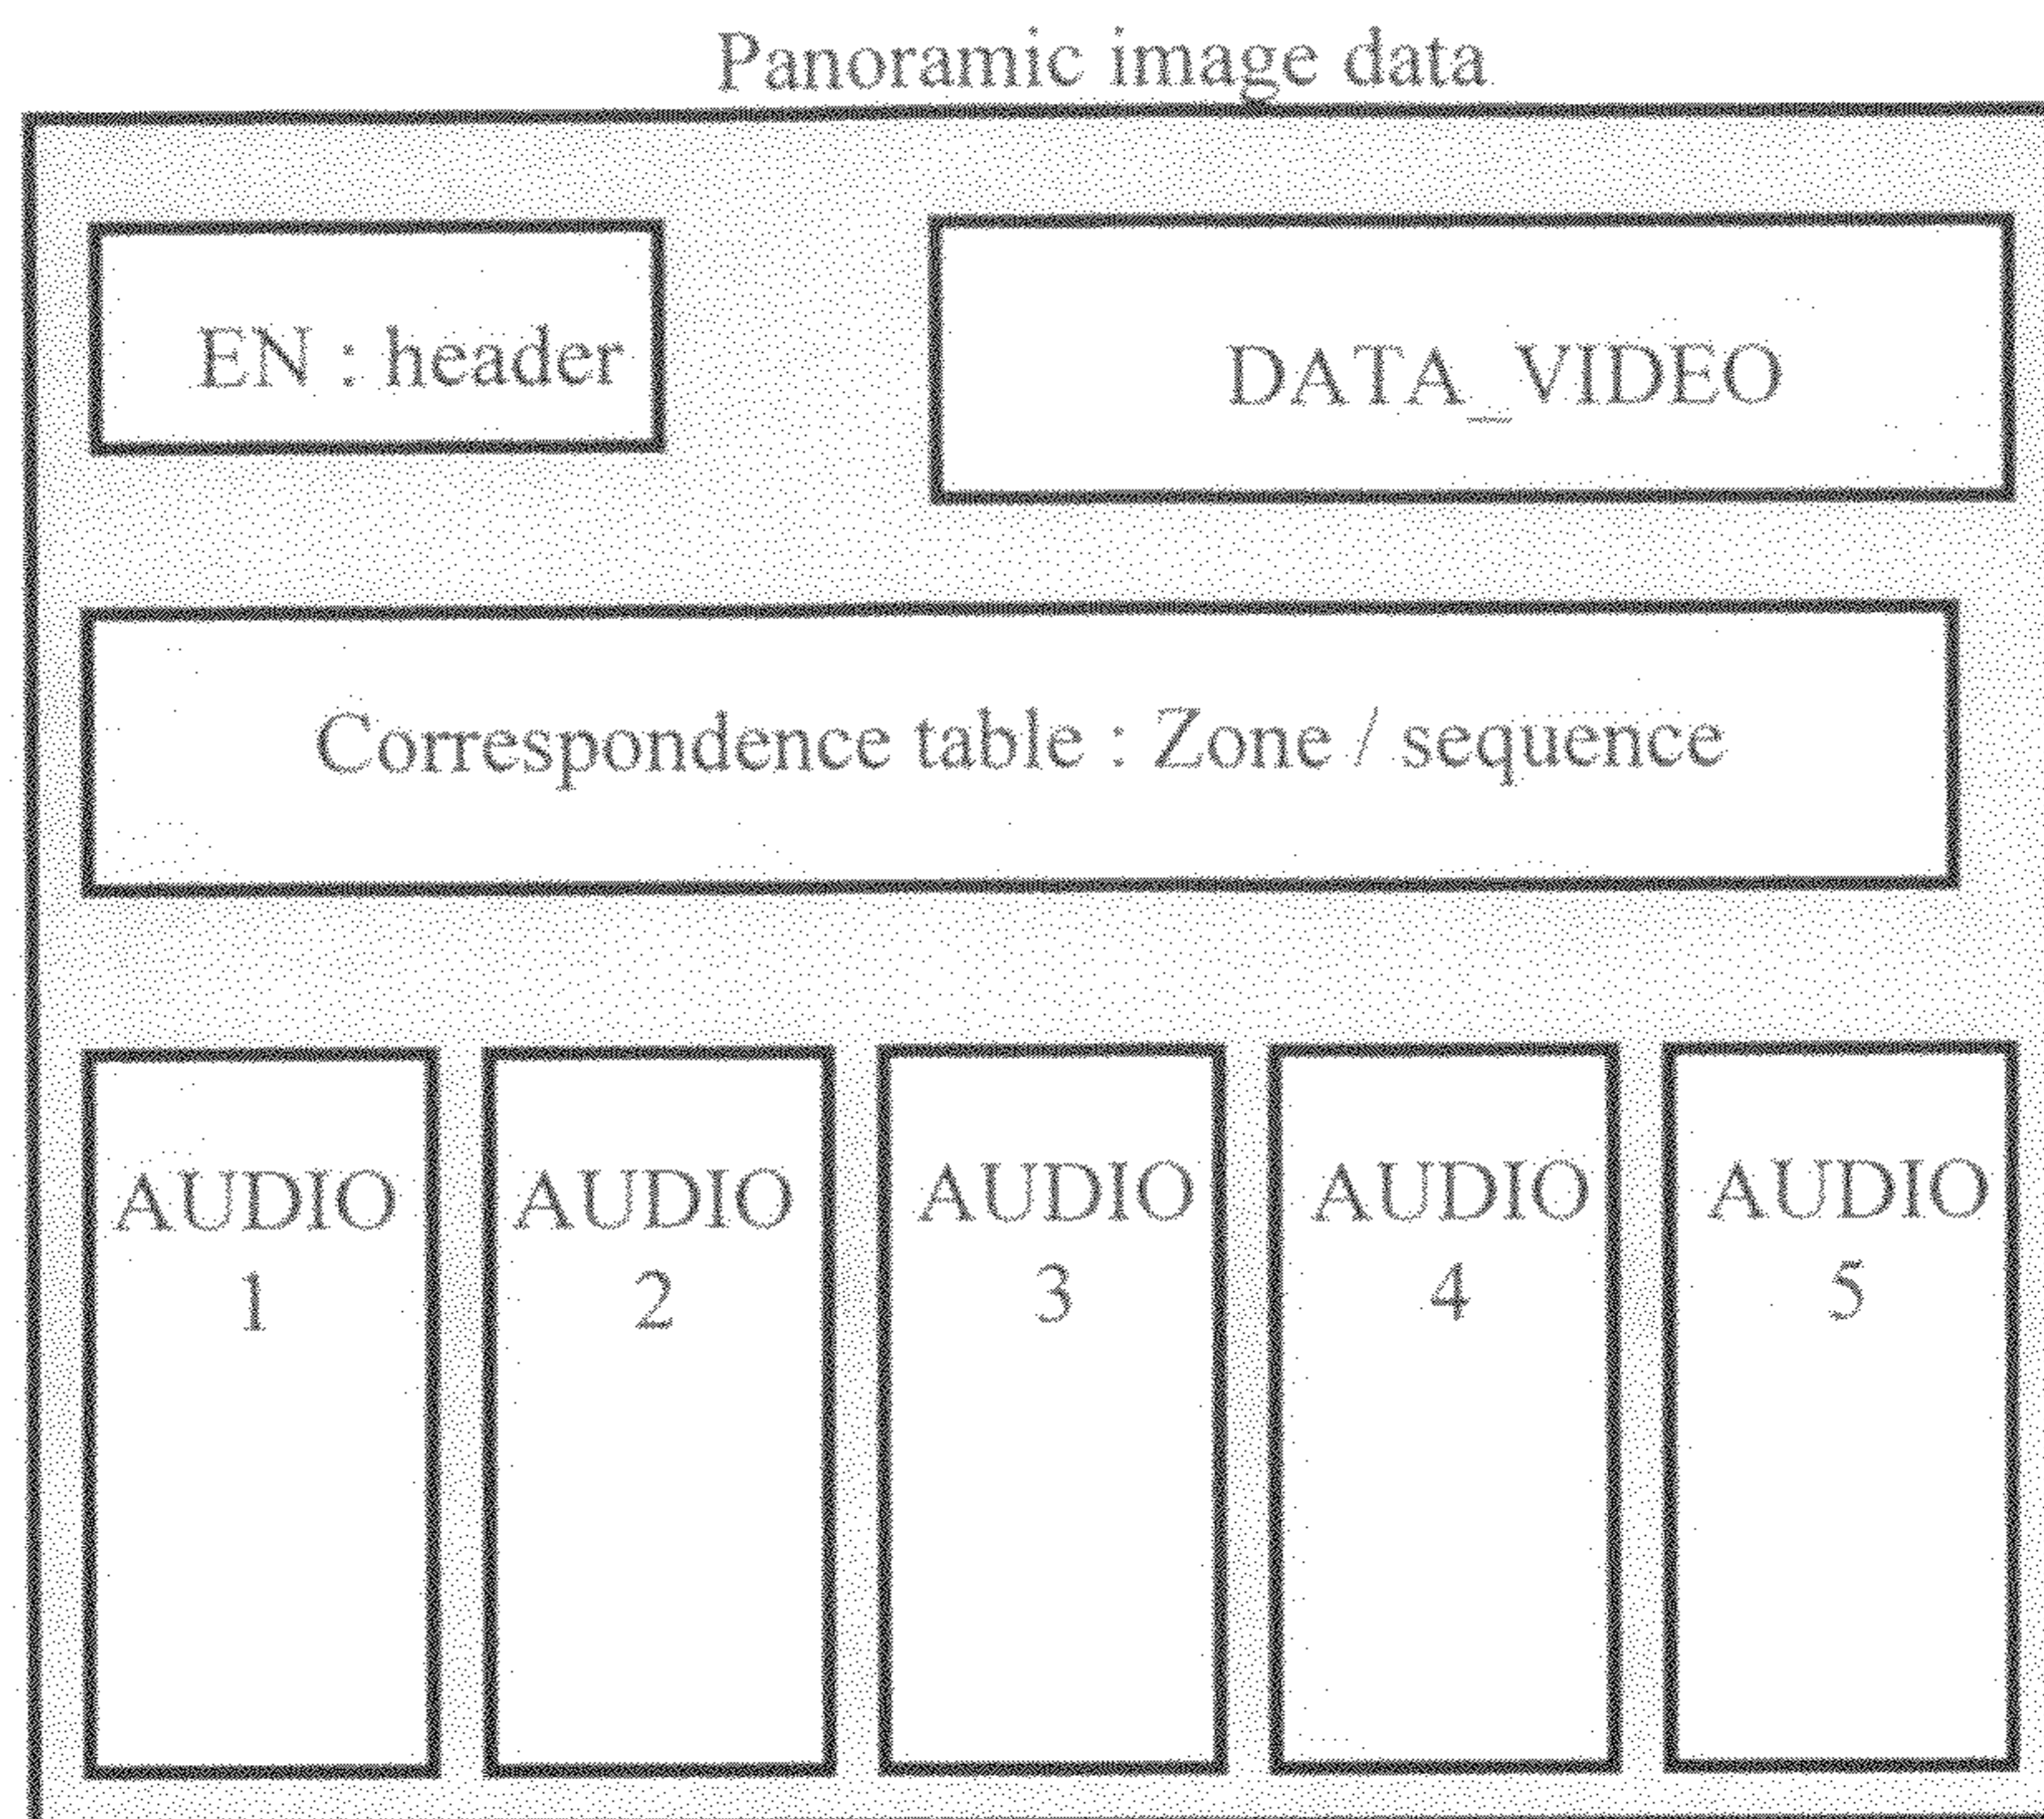 Panoramic image data
EN : header
DATA_VIDEO
Correspondence table : Zone / sequence
AUDIO
1
AUDIO
2
AUDIO
3
AUDIO
4
AUDIO
5